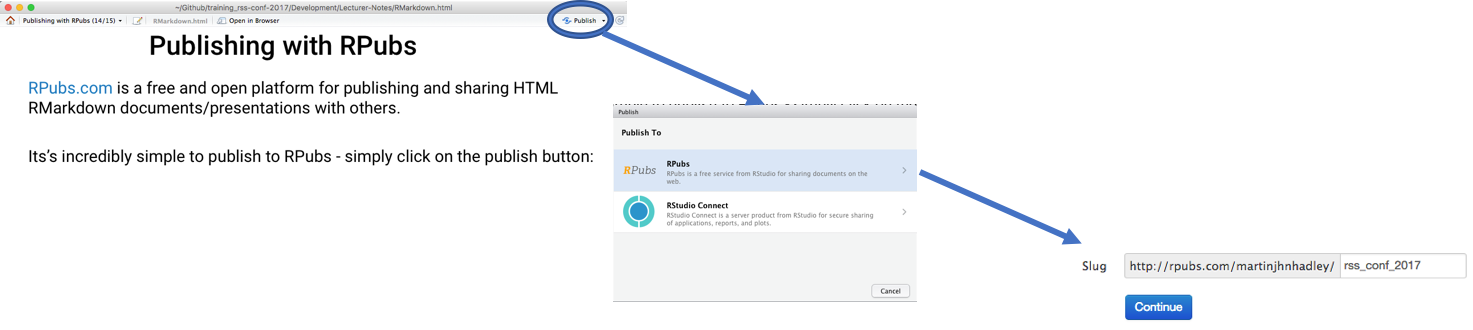 ~/Github/training_rss-conf-2017/Development/Lecturer-Notes/RMarkdown.html
Publishing with RPubs (14/15) RMarkdown.html Open in Browser Publish
Publishing with RPubs
RPubs.com is a free and open platform for publishing and sharing HTML
RMarkdown documents/presentations with others.
Its's incredibly simple to publish to RPubs - simply click on the publish button:
Publish
Publish To
RPubs
RPubs
RPubs is a free service from RStudio for sharing documents on the
web.
RStudio Connect
RStudio Connect is a server product from RStudio for secure sharing
of applications, reports, and plots.
Cancel
Slug http://rpubs.com/martinjhnhadley/ rss_conf_2017
Continue